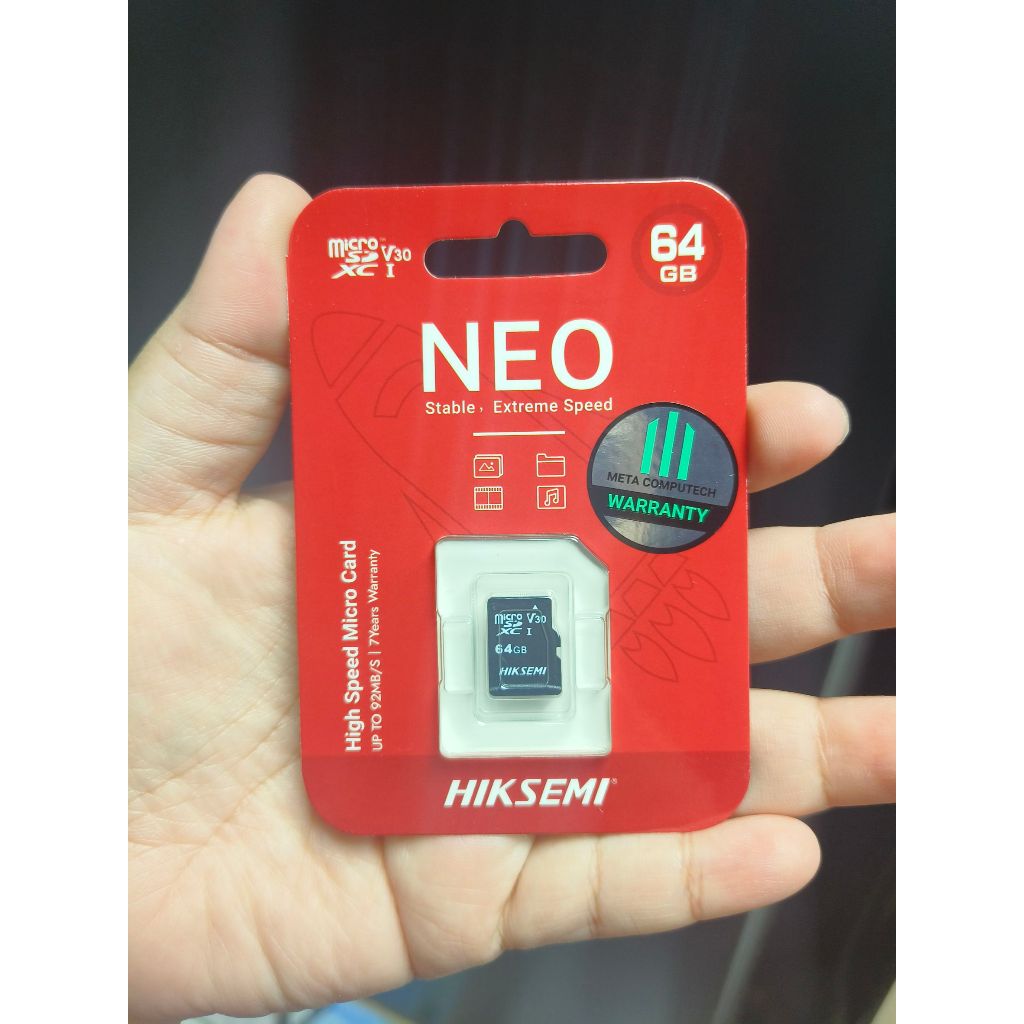 micro SD XC V30 I
64
GB
NEO
Stable, Extreme Speed
META COMPUTECH
WARRANTY
High Speed Micro Card
UP TO 92MB/S | 7Years Warranty
micro SD XC V30 I
64GB
HIKSEMI
HIKSEMI®